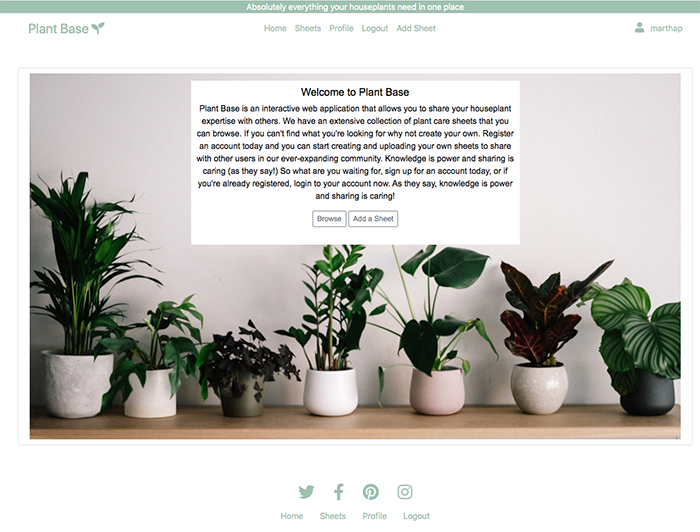 Absolutely everything your houseplants need in one place
Plant Base
Home Sheets Profile Logout Add Sheet
marthap
Welcome to Plant Base
Plant Base is an interactive web application that allows you to share your houseplant
expertise with others. We have an extensive collection of plant care sheets that you
can browse. If you can't find what you're looking for why not create your own. Register
an account today and you can start creating and uploading your own sheets to share
with other users in our ever-expanding community. Knowledge is power and sharing is
caring (as they say!) So what are you waiting for, sign up for an account today, or if
you're already registered, login to your account now. As they say, knowledge is power
and sharing is caring!
Browse Add a Sheet
Home Sheets Profile Logout